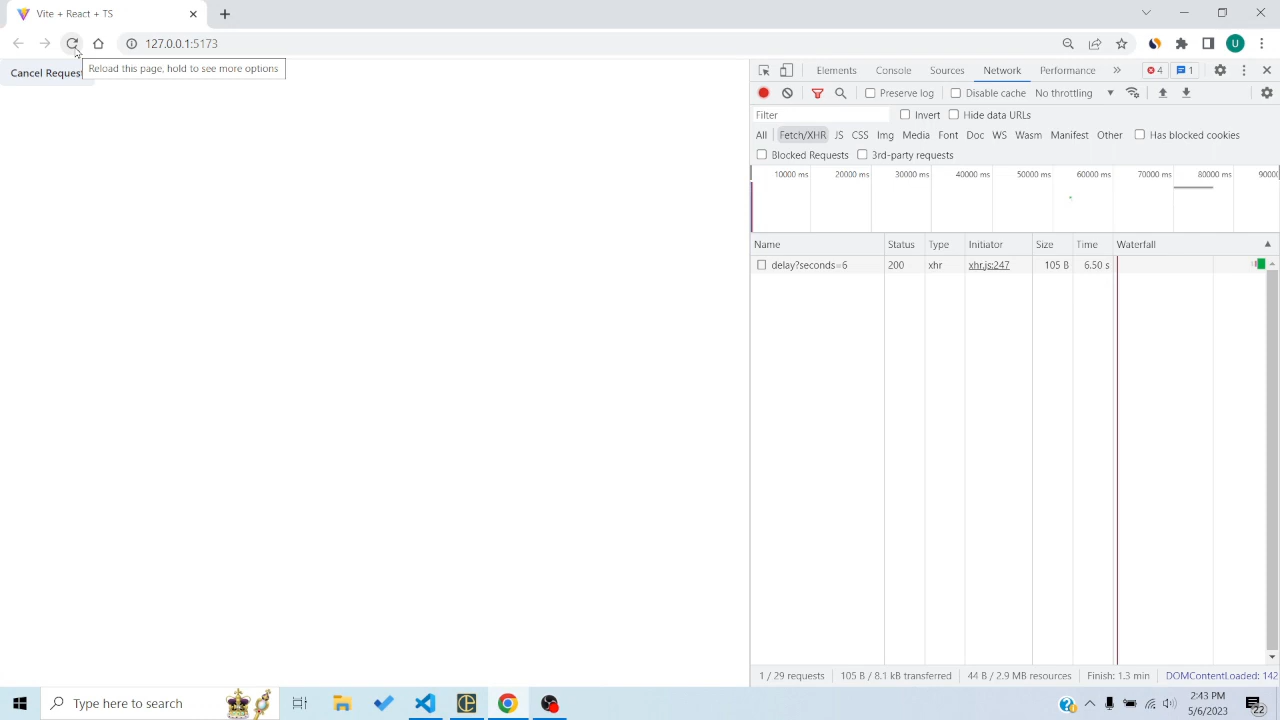 Vite + React + TS
127.0.0.1:5173
U
Cancel Request
Reload this page, hold to see more options
Elements Console Sources Network Performance » 4 1
Preserve log Disable cache No throttling
Filter Invert Hide data URLs
All Fetch/XHR JS CSS Img Media Font Doc WS Wasm Manifest Other Has blocked cookies
Blocked Requests 3rd-party requests
10000 ms 20000 ms 30000 ms 40000 ms 50000 ms 60000 ms 70000 ms 80000 ms 90000
Name Status Type Initiator Size Time Waterfall
delay?seconds=6 200 xhr xhr.js:247 105 B 6.50 s
1 / 29 requests 105 B / 8.1 kB transferred 44 B / 2.9 MB resources Finish: 1.3 min DOMContentLoaded: 142
Type here to search
2:43 PM
5/6/2023
22